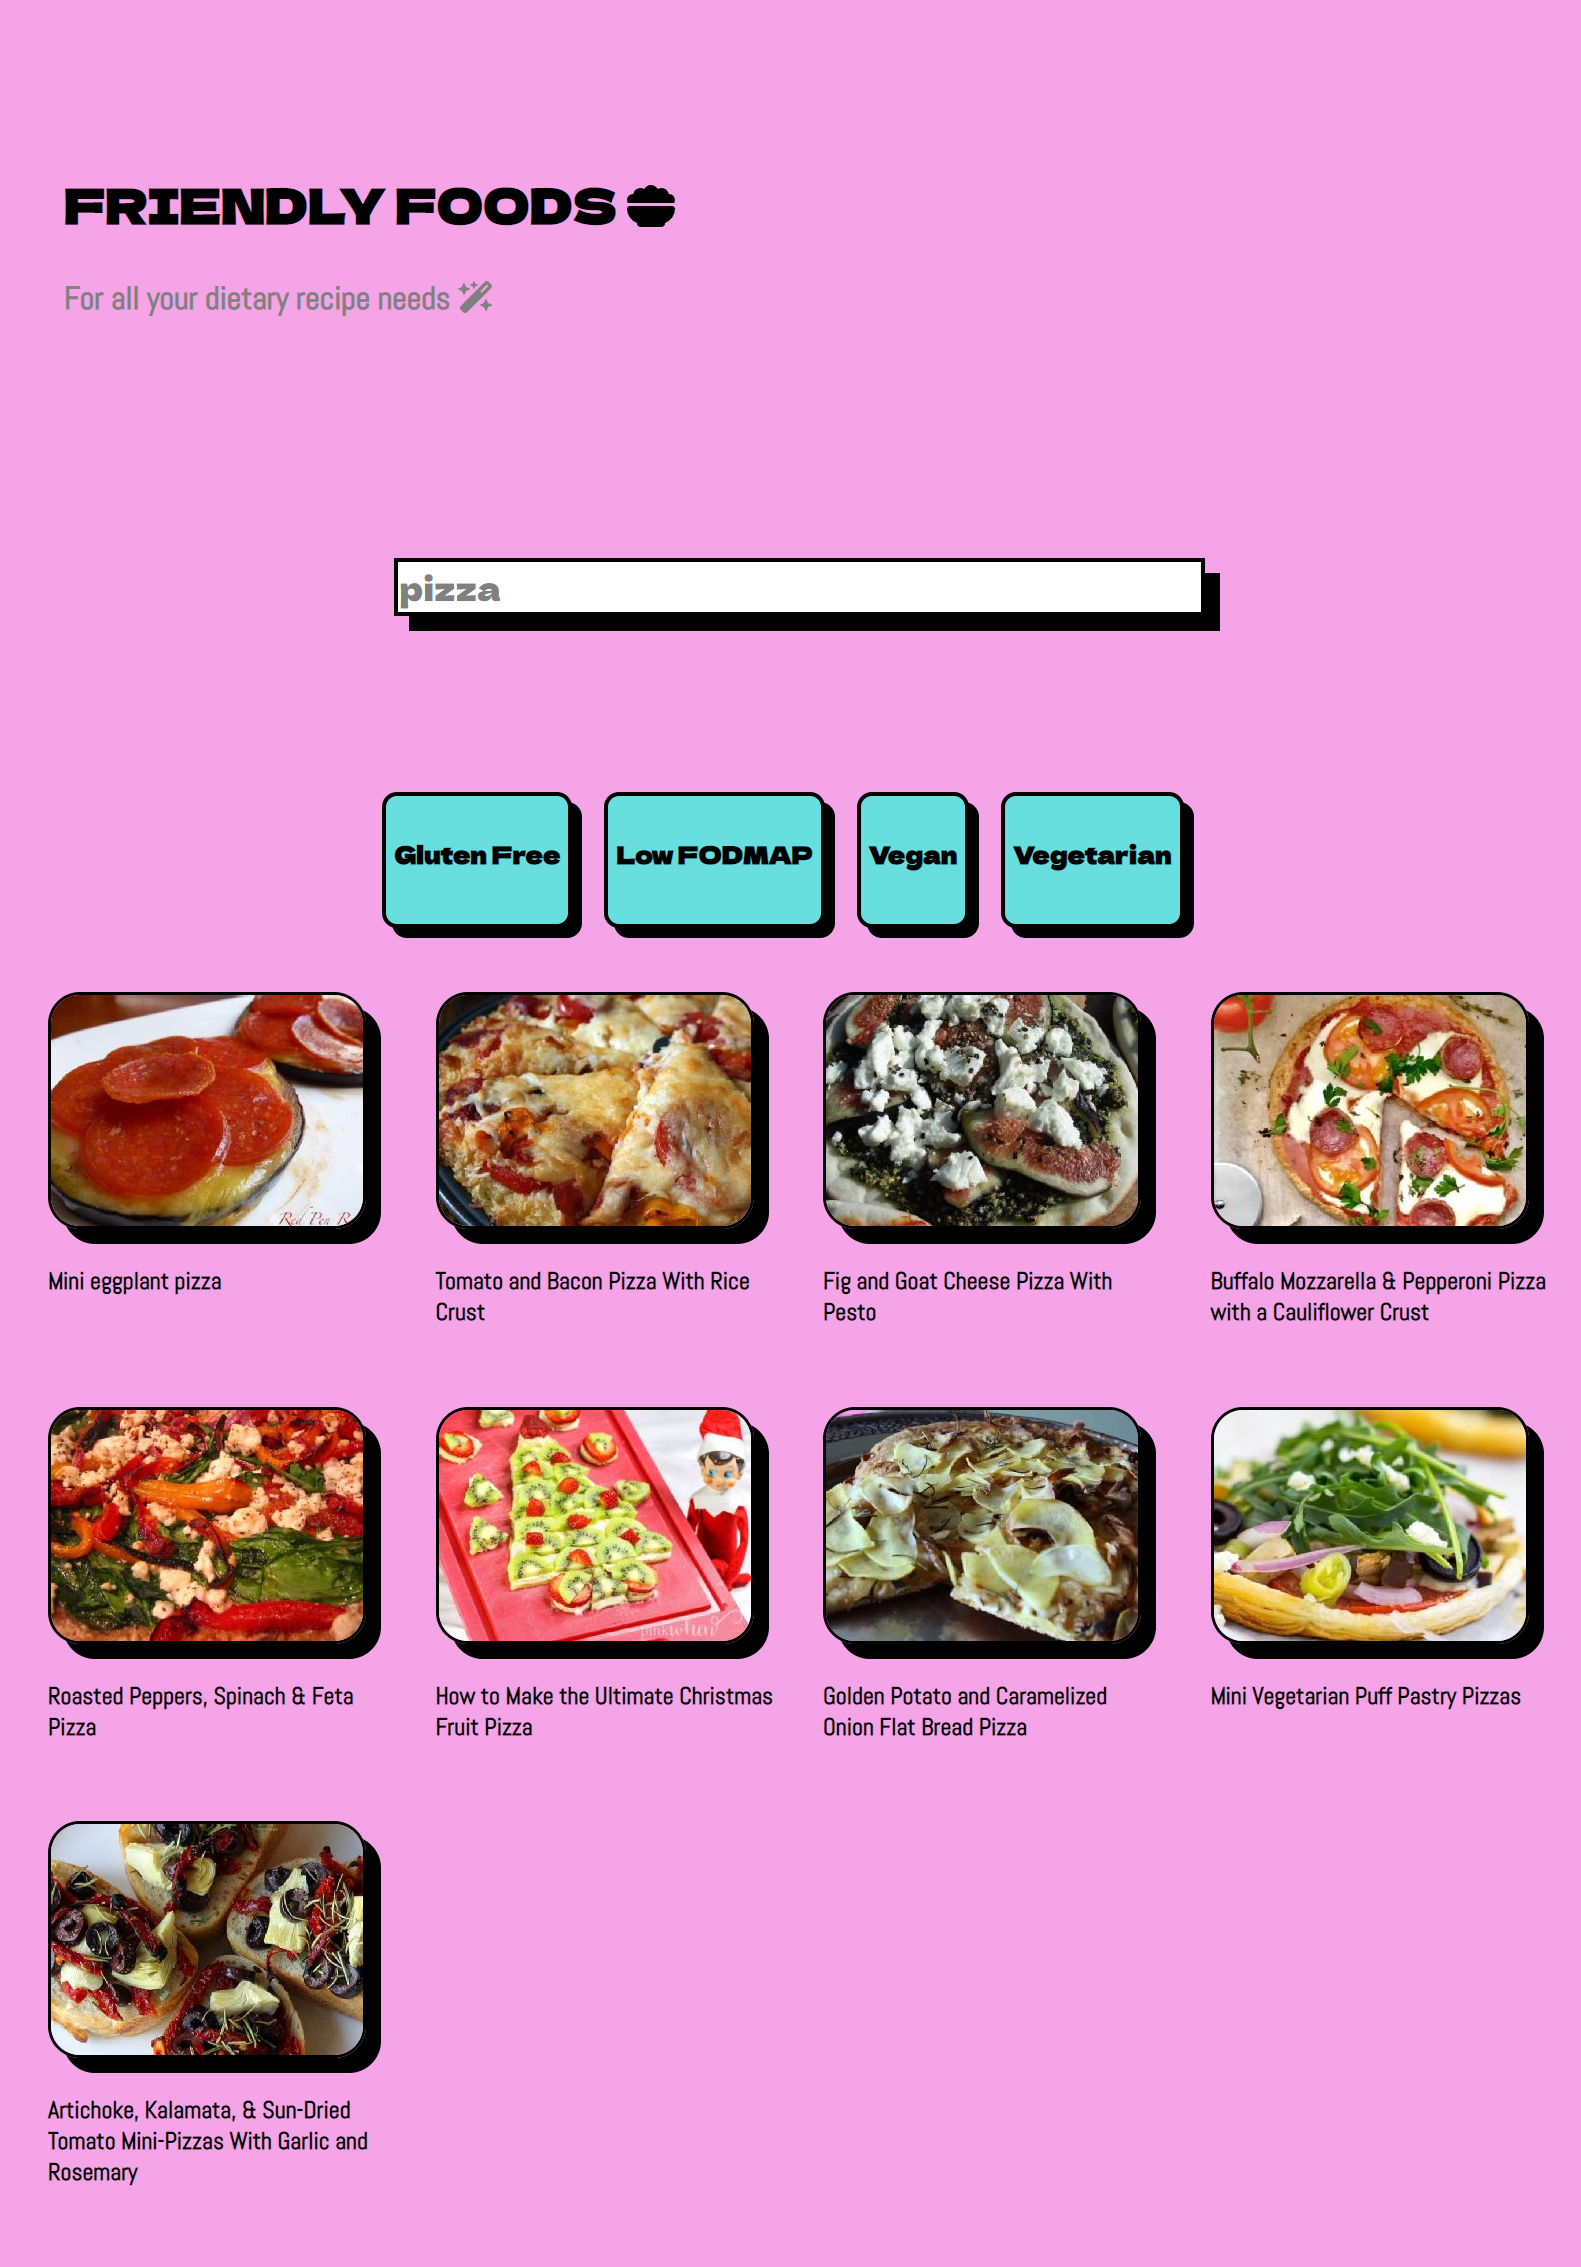 FRIENDLY FOODS
For all your dietary recipe needs
pizza
Gluten Free
Low FODMAP
Vegan
Vegetarian
Red Pen R
Mini eggplant pizza
Tomato and Bacon Pizza With Rice
Crust
Fig and Goat Cheese Pizza With
Pesto
Buffalo Mozzarella & Pepperoni Pizza
with a Cauliflower Crust
pinkwhen
Roasted Peppers, Spinach & Feta
Pizza
How to Make the Ultimate Christmas
Fruit Pizza
Golden Potato and Caramelized
Onion Flat Bread Pizza
Mini Vegetarian Puff Pastry Pizzas
Artichoke, Kalamata, & Sun-Dried
Tomato Mini-Pizzas With Garlic and
Rosemary